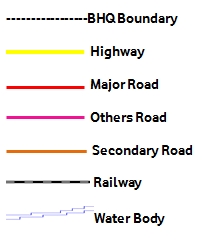 BHQ Boundary
Highway
Major Road
Others Road
Secondary Road
Railway
Water Body